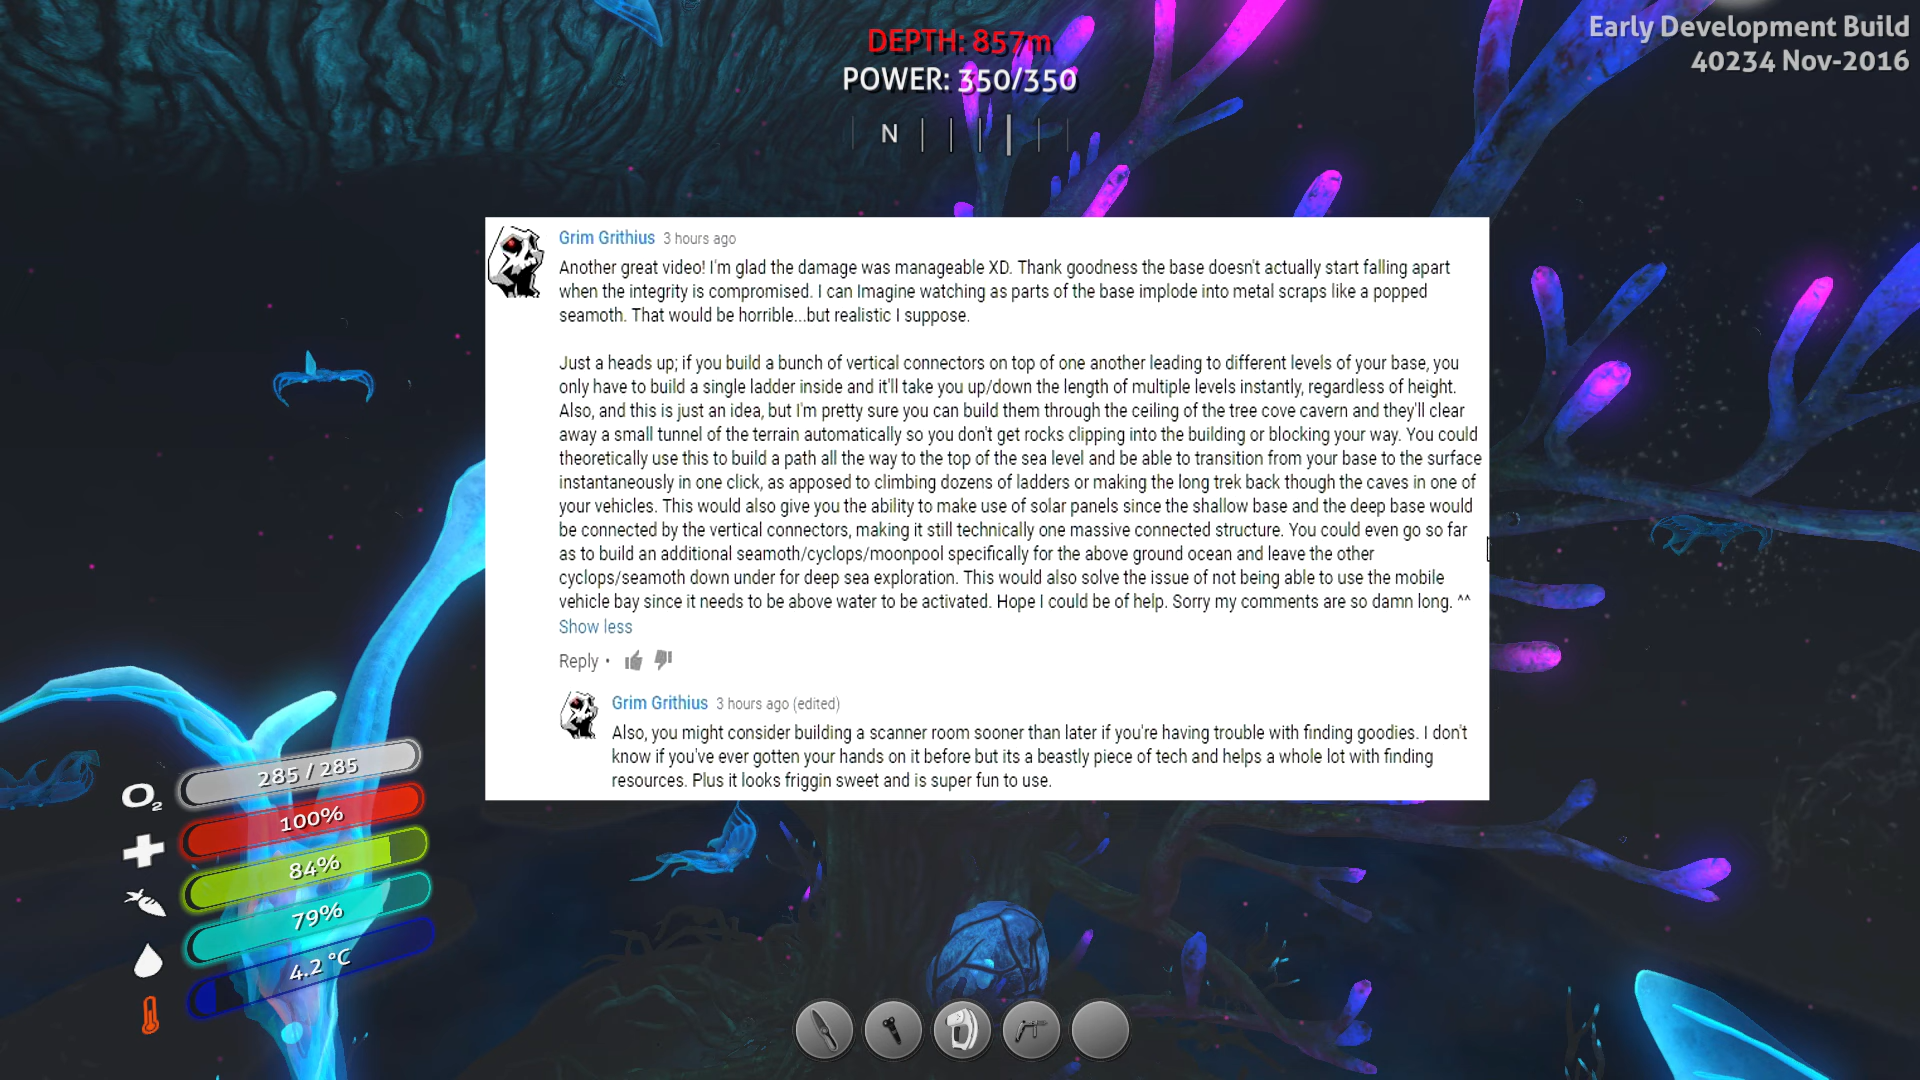 DEPTH: 857m
POWER: 350/350
N
Early Development Build
40234 Nov-2016
Grim Grithius 3 hours ago
Another great video! I'm glad the damage was manageable XD. Thank goodness the base doesn't actually start falling apart
when the integrity is compromised. I can Imagine watching as parts of the base implode into metal scraps like a popped
seamoth. That would be horrible...but realistic I suppose.
Just a heads up; if you build a bunch of vertical connectors on top of one another leading to different levels of your base, you
only have to build a single ladder inside and it'll take you up/down the length of multiple levels instantly, regardless of height.
Also, and this is just an idea, but I'm pretty sure you can build them through the ceiling of the tree cove cavern and they'll clear
away a small tunnel of the terrain automatically so you don't get rocks clipping into the building or blocking your way. You could
theoretically use this to build a path all the way to the top of the sea level and be able to transition from your base to the surface
instantaneously in one click, as apposed to climbing dozens of ladders or making the long trek back though the caves in one of
your vehicles. This would also give you the ability to make use of solar panels since the shallow base and the deep base would
be connected by the vertical connectors, making it still technically one massive connected structure. You could even go so far
as to build an additional seamoth/cyclops/moonpool specifically for the above ground ocean and leave the other
cyclops/seamoth down under for deep sea exploration. This would also solve the issue of not being able to use the mobile
vehicle bay since it needs to be above water to be activated. Hope I could be of help. Sorry my comments are so damn long. ^^
Show less
Reply •
Grim Grithius 3 hours ago (edited)
Also, you might consider building a scanner room sooner than later if you're having trouble with finding goodies. I don't
know if you've ever gotten your hands on it before but its a beastly piece of tech and helps a whole lot with finding
resources. Plus it looks friggin sweet and is super fun to use.
O2 285 / 285
100%
84%
79%
4.2 °C